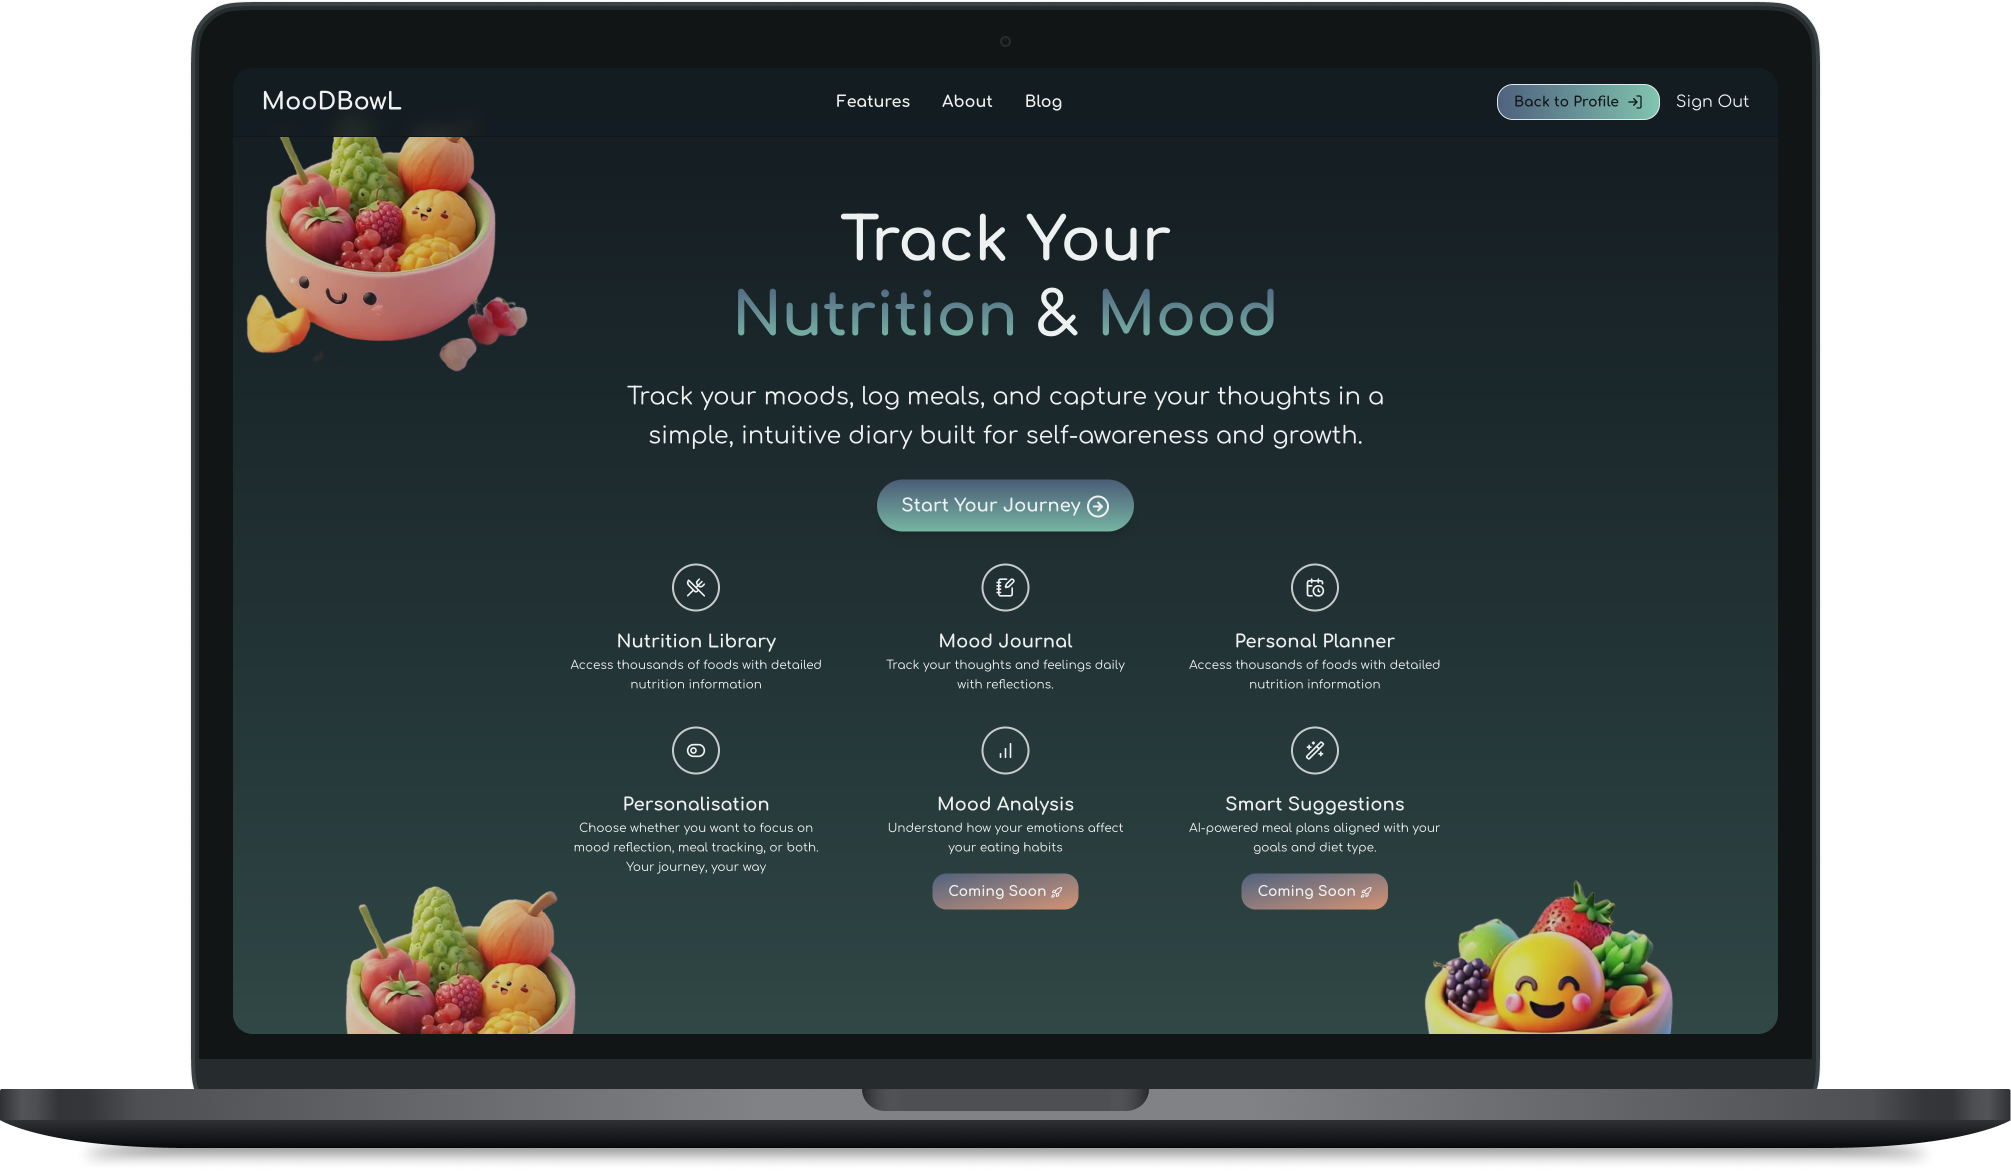 MooDBowL
Features About Blog
Back to Profile
Sign Out
Track Your
Nutrition & Mood
Track your moods, log meals, and capture your thoughts in a
simple, intuitive diary built for self-awareness and growth.
Start Your Journey
Nutrition Library
Access thousands of foods with detailed
nutrition information
Mood Journal
Track your thoughts and feelings daily
with reflections.
Personal Planner
Access thousands of foods with detailed
nutrition information
Personalisation
Choose whether you want to focus on
mood reflection, meal tracking, or both.
Your journey, your way
Mood Analysis
Understand how your emotions affect
your eating habits
Coming Soon
Smart Suggestions
AI-powered meal plans aligned with your
goals and diet type.
Coming Soon